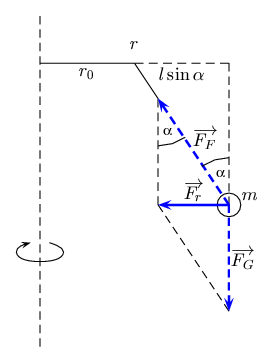 r
r₀ l sin α
α F⃗_F
α
F⃗_r m
F⃗_G